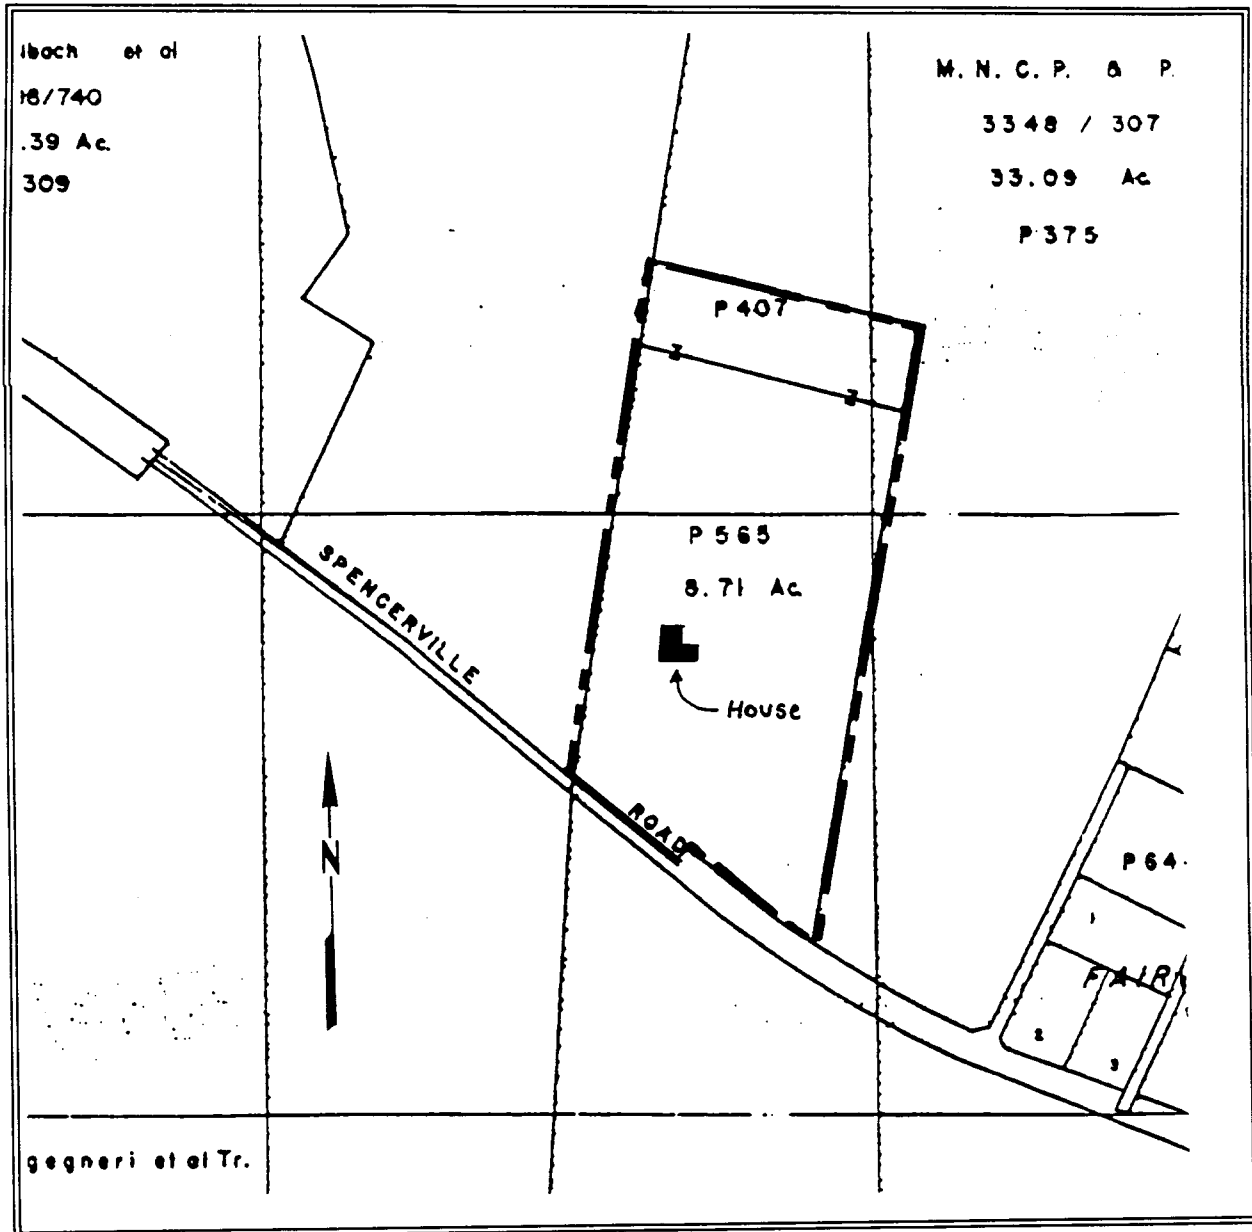 lbach et al
18/740
.39 Ac.
309
M. N. C. P. & P.
3348 / 307
33.09 Ac
P 375
P 407
Z
Z
P 565
8.71 Ac
House
SPENCERVILLE
ROAD
N
P 64
1
FAIR
2
3
gegneri et al Tr.